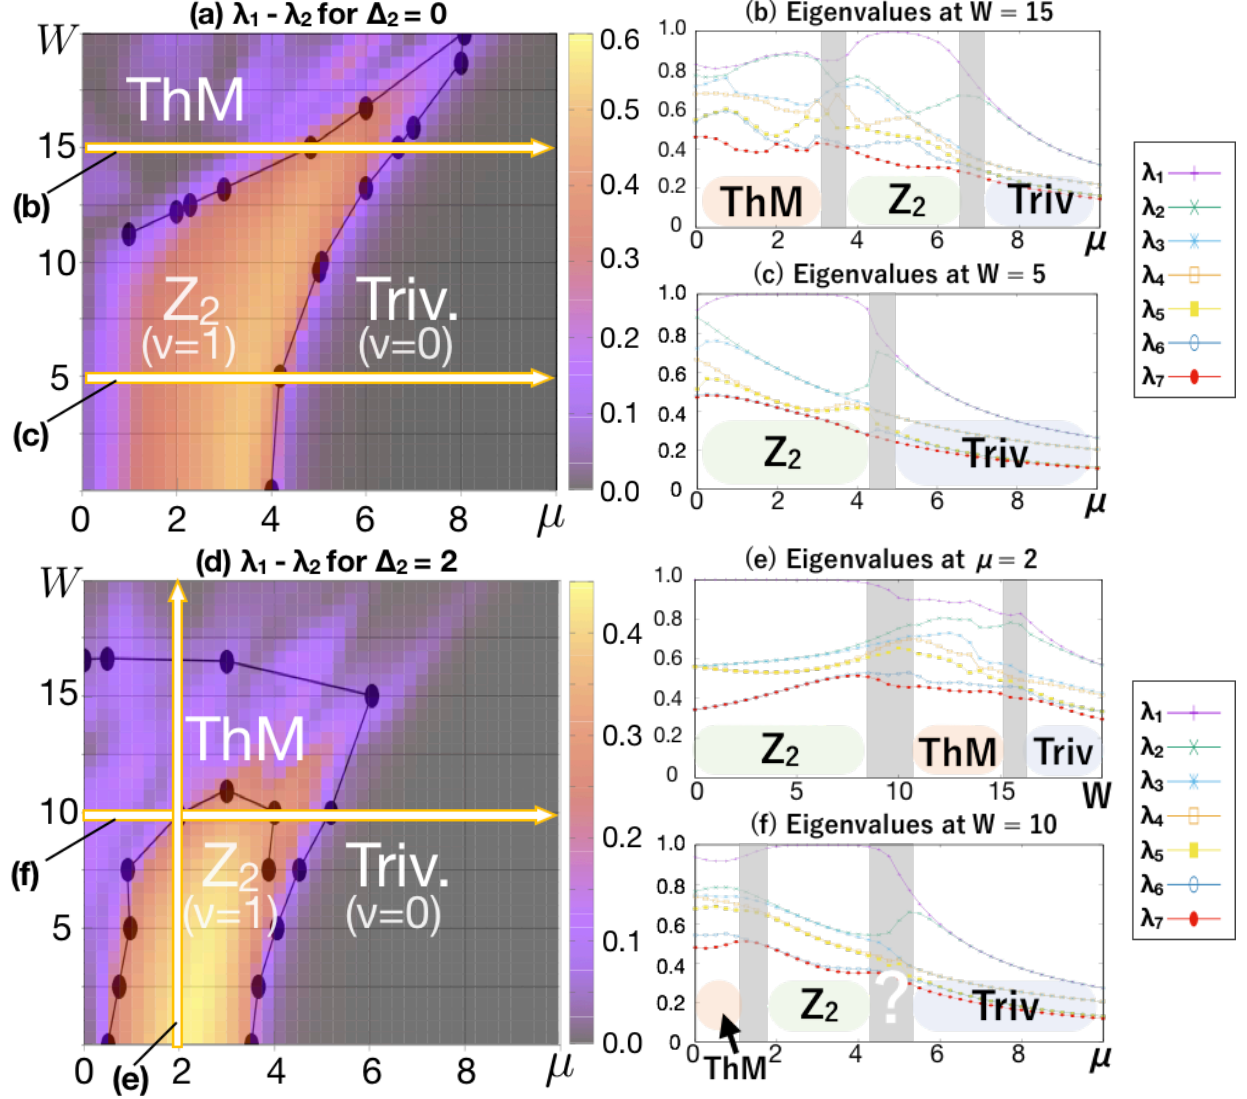 (a) λ₁ - λ₂ for Δ₂ = 0
W
15
10
5
0 2 4 6 8 μ
ThM
Z₂
(ν=1)
Triv.
(ν=0)
(b)
(c)
0.6
0.5
0.4
0.3
0.2
0.1
0.0
(b) Eigenvalues at W = 15
1.0
0.8
0.6
0.4
0.2
0
ThM Z₂ Triv
0 2 4 6 8 μ
(c) Eigenvalues at W = 5
1.0
0.8
0.6
0.4
0.2
0
Z₂ Triv
0 2 4 6 8 μ
λ₁
λ₂
λ₃
λ₄
λ₅
λ₆
λ₇
(d) λ₁ - λ₂ for Δ₂ = 2
W
15
10
5
0 2 4 6 8 μ
ThM
Z₂
(ν=1)
Triv.
(ν=0)
(f)
(e)
0.4
0.3
0.2
0.1
0.0
(e) Eigenvalues at μ = 2
1.0
0.8
0.6
0.4
0.2
0
Z₂ ThM Triv
0 5 10 15 W
(f) Eigenvalues at W = 10
1.0
0.8
0.6
0.4
0.2
0
Z₂ ? Triv
ThM
0 2 4 6 8 μ
λ₁
λ₂
λ₃
λ₄
λ₅
λ₆
λ₇